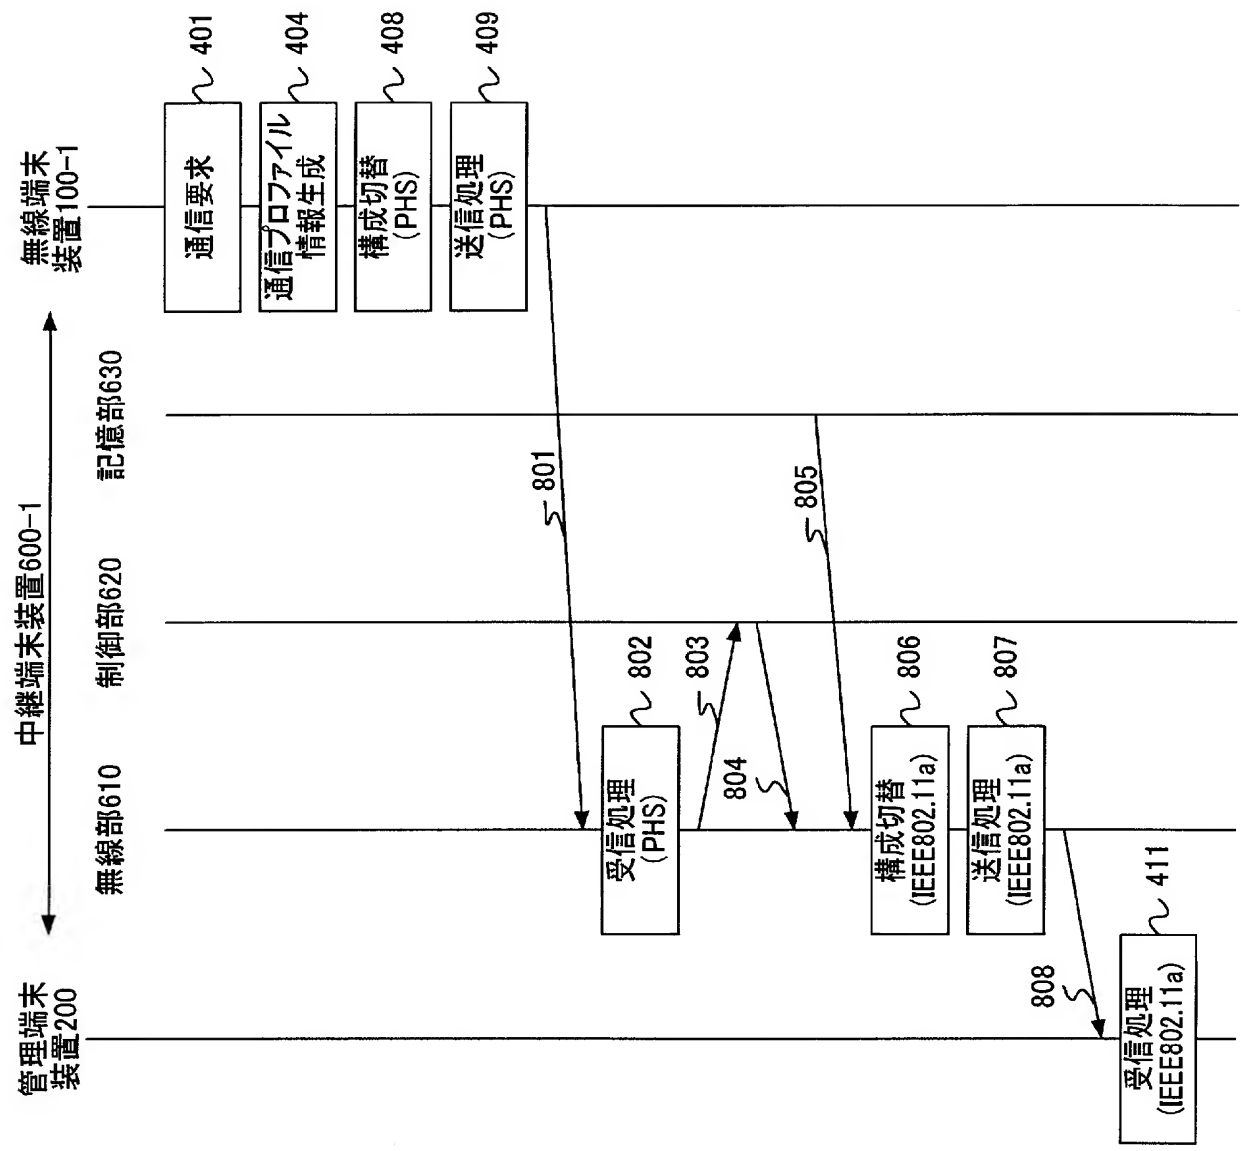 中継端末装置600-1
管理端末
装置200
無線部610
制御部620
記憶部630
無線端末
装置100-1
通信要求
401
通信プロファイル
情報生成
404
構成切替
(PHS)
408
送信処理
(PHS)
409
801
受信処理
(PHS)
802
803
804
805
構成切替
(IEEE802.11a)
806
送信処理
(IEEE802.11a)
807
808
受信処理
(IEEE802.11a)
411